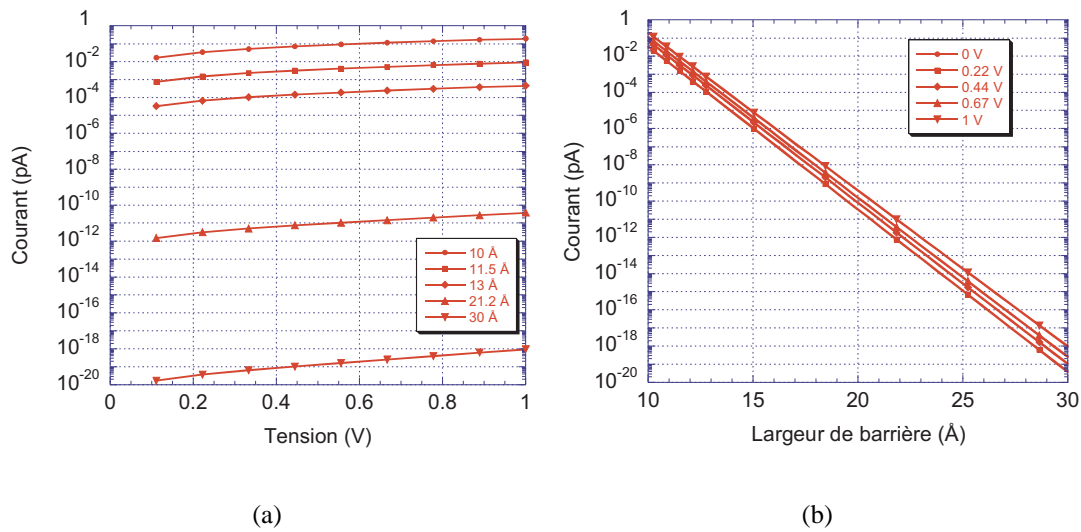 1
10-2
10-4
10-6
10-8
10-10
10-12
10-14
10-16
10-18
10-20
Courant (pA)
0
0.2
0.4
0.6
0.8
1
Tension (V)
10 Å
11.5 Å
13 Å
21.2 Å
30 Å
(a)
1
10-2
10-4
10-6
10-8
10-10
10-12
10-14
10-16
10-18
10-20
Courant (pA)
10
15
20
25
30
Largeur de barrière (Å)
0 V
0.22 V
0.44 V
0.67 V
1 V
(b)